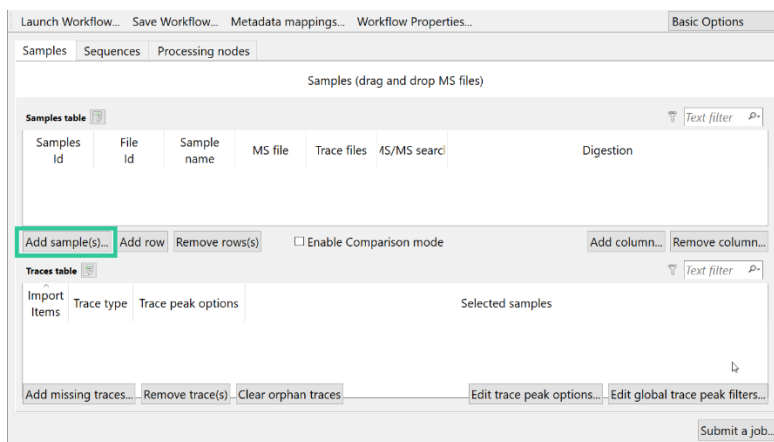 Launch Workflow... Save Workflow... Metadata mappings... Workflow Properties... Basic Options
Samples Sequences Processing nodes
Samples (drag and drop MS files)
Samples table Text filter
Samples Id File Id Sample name MS file Trace files MS/MS search Digestion
Add sample(s)... Add row Remove rows(s) Enable Comparison mode Add column... Remove column...
Traces table Text filter
Import Items Trace type Trace peak options Selected samples
Add missing traces... Remove trace(s) Clear orphan traces Edit trace peak options... Edit global trace peak filters...
Submit a job...